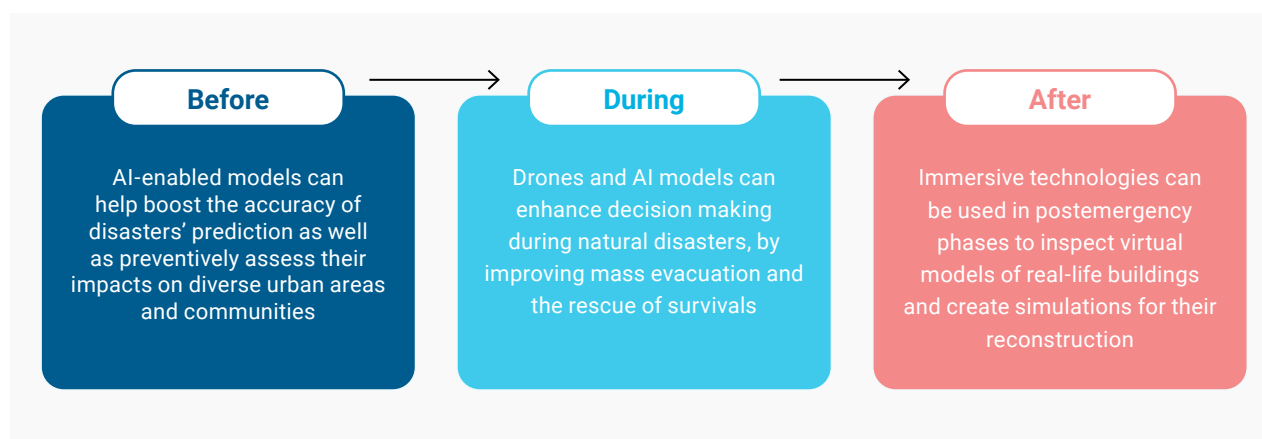 Before
AI-enabled models can
help boost the accuracy of
disasters’ prediction as well
as preventively assess their
impacts on diverse urban areas
and communities
During
Drones and AI models can
enhance decision making
during natural disasters, by
improving mass evacuation and
the rescue of survivals
After
Immersive technologies can
be used in postemergency
phases to inspect virtual
models of real-life buildings
and create simulations for their
reconstruction